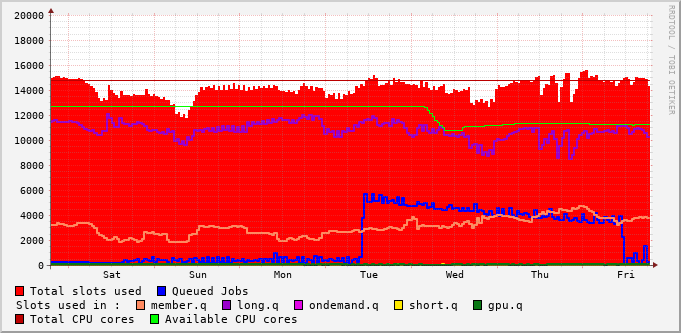 20000
18000
16000
14000
12000
10000
8000
6000
4000
2000
0
Sat Sun Mon Tue Wed Thu Fri
RRDTOOL / TOBI OETIKER
Total slots used Queued Jobs
Slots used in : member.q long.q ondemand.q short.q gpu.q
Total CPU cores Available CPU cores